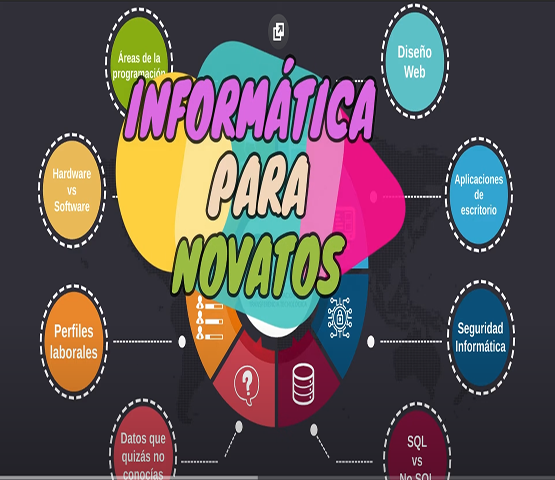 Áreas de la
programación
Diseño
Web
INFORMÁTICA
PARA
NOVATOS
Hardware
vs
Software
Aplicaciones
de
escritorio
Perfiles
laborales
Seguridad
Informática
Datos que
quizás no
conocías
SQL
vs
No SQL